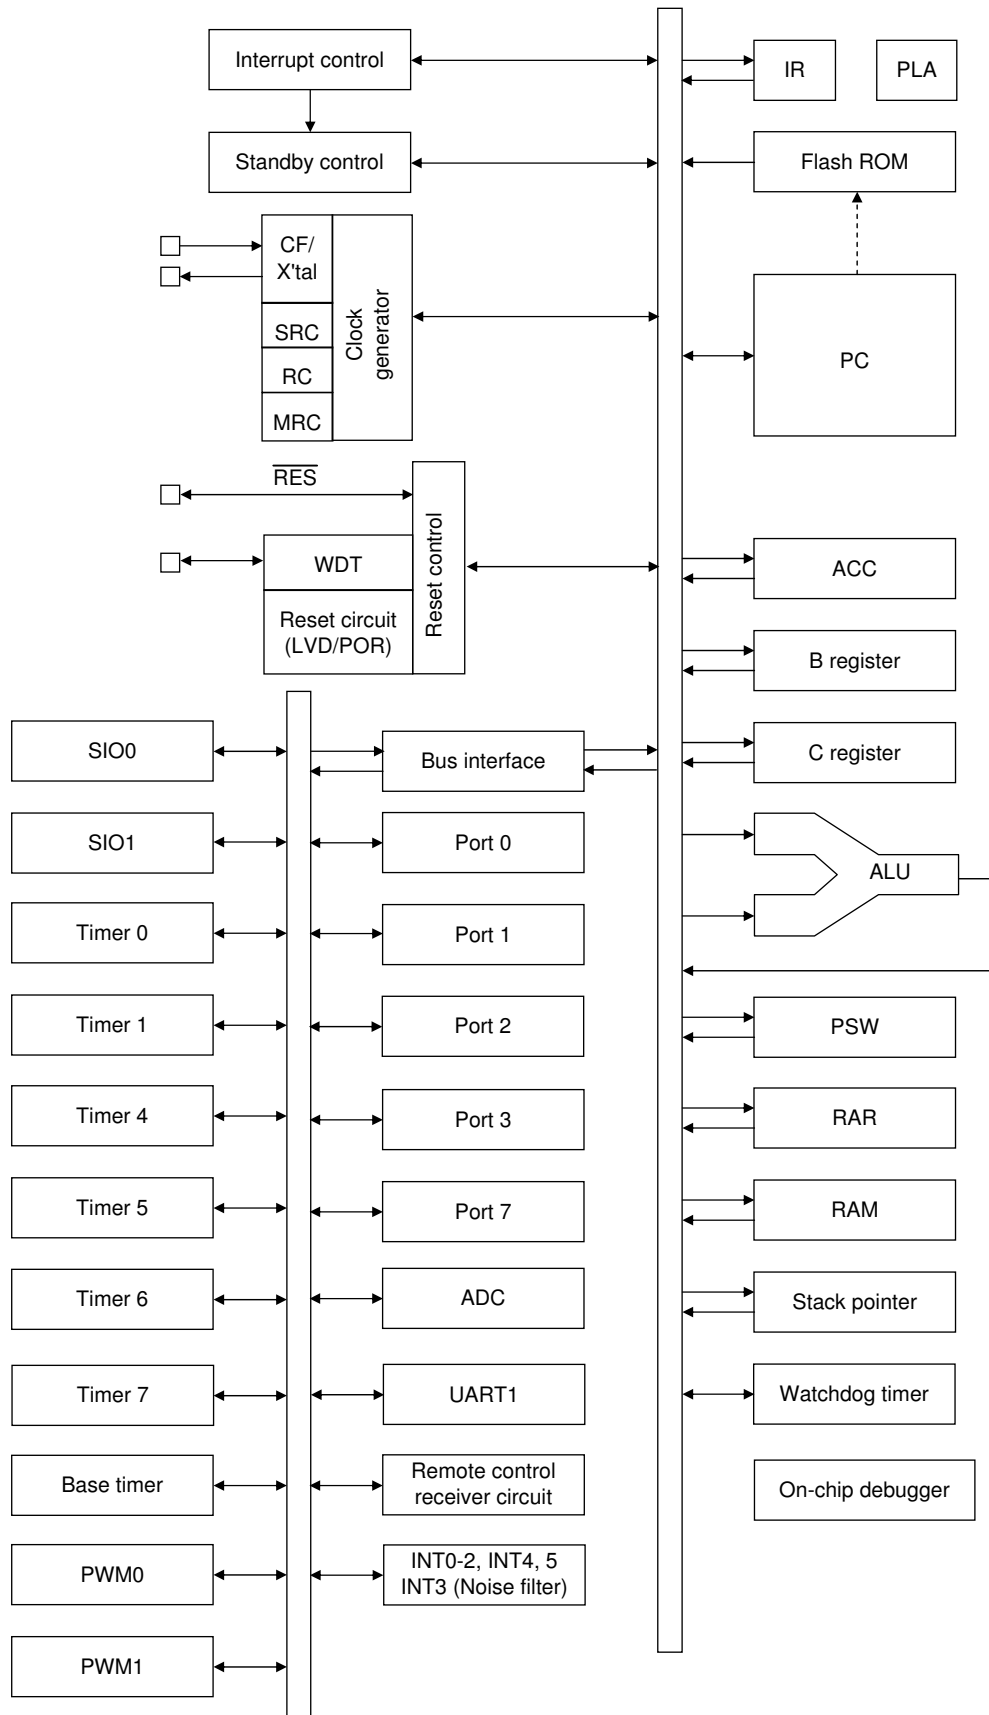 Interrupt control
IR
PLA
Standby control
Flash ROM
CF/
X'tal
SRC
RC
MRC
Clock
generator
PC
RES
WDT
Reset circuit
(LVD/POR)
Reset control
ACC
B register
SIO0
Bus interface
C register
SIO1
Port 0
ALU
Timer 0
Port 1
Timer 1
Port 2
PSW
Timer 4
Port 3
RAR
Timer 5
Port 7
RAM
Timer 6
ADC
Stack pointer
Timer 7
UART1
Watchdog timer
Base timer
Remote control
receiver circuit
On-chip debugger
PWM0
INT0-2, INT4, 5
INT3 (Noise filter)
PWM1